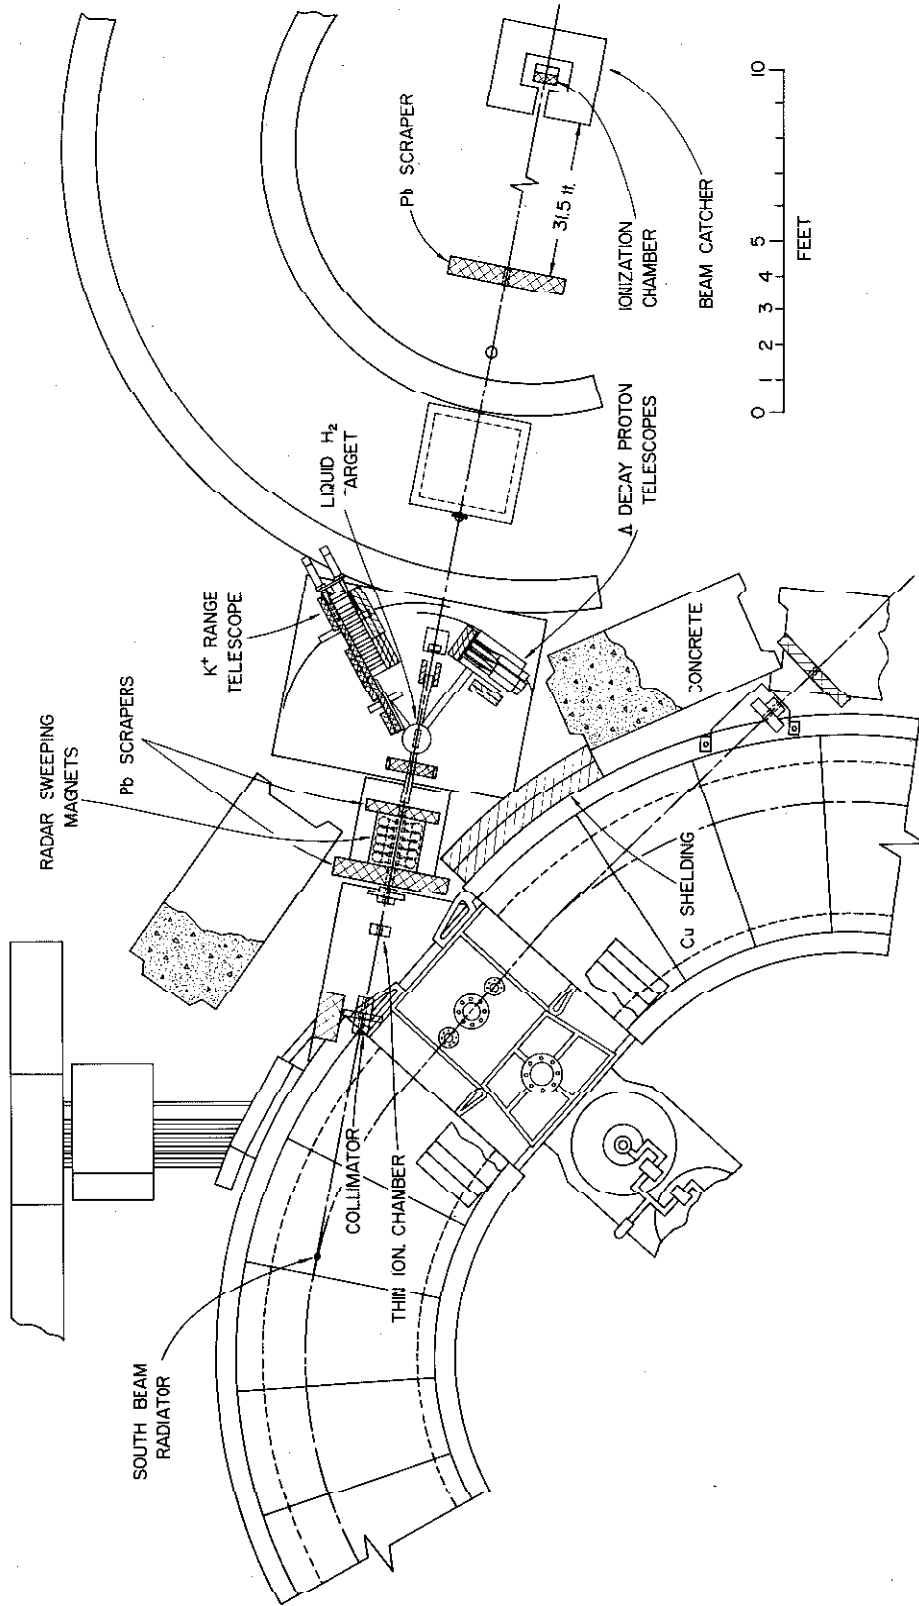 RADAR SWEEPING
MAGNETS
Pb SCRAPERS
SOUTH BEAM
RADIATOR
K⁺ RANGE
TELESCOPE
LIQUID H₂
ARGET
Pb SCRAPER
COLLIMATOR
THIN ION. CHAMBER
31.5 ft.
Λ DECAY PROTON
TELESCOPES
IONIZATION
CHAMBER
Cu SHELDING
CONCRETE
BEAM CATCHER
0 1 2 3 4 5 10
FEET